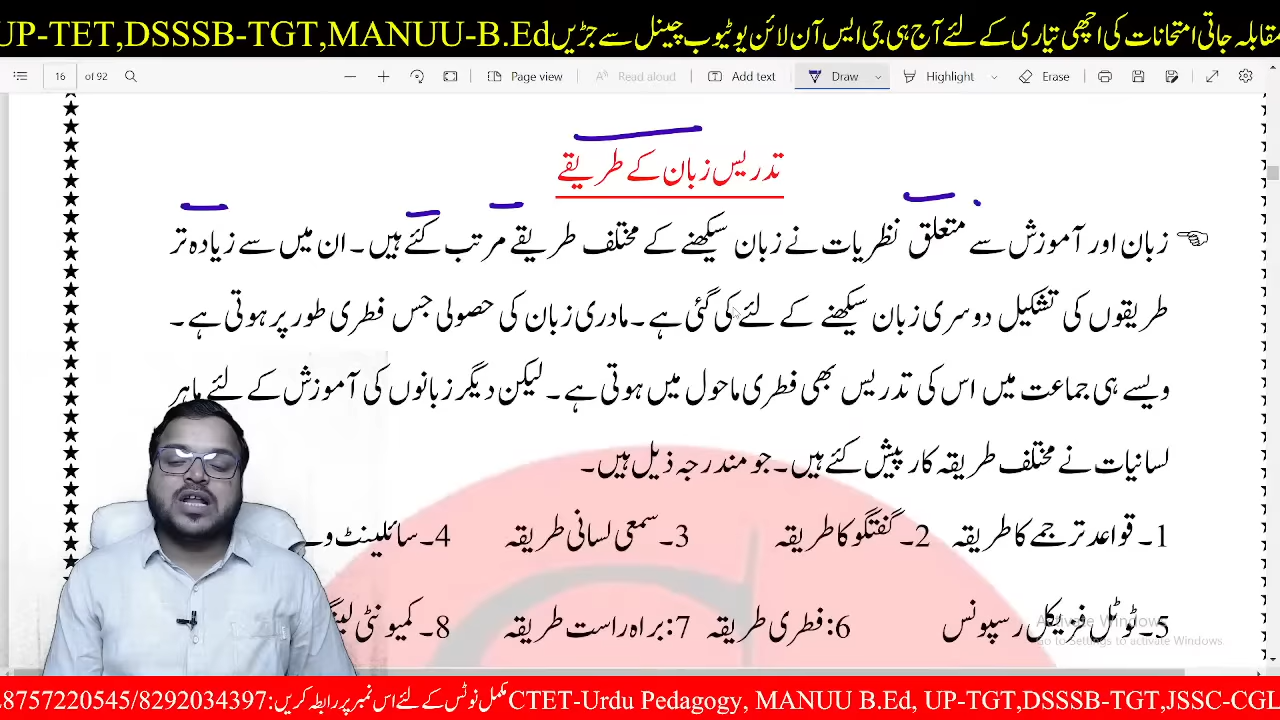 مقابلہ جاتی امتحانات کی اچھی تیاری کے لئے آج ہی جی ایس آن لائن یوٹیوب چینل سے جڑیں UP-TET,DSSSB-TGT,MANUU-B.Ed
16 of 92 Page view Read aloud Add text Draw Highlight Erase
تدریس زبان کے طریقے
زبان اور آموزش سے متعلق نظریات نے زبان سیکھنے کے مختلف طریقے مرتب کئے ہیں۔ ان میں سے زیادہ تر
طریقوں کی تشکیل دوسری زبان سیکھنے کے لئے کی گئی ہے۔ مادری زبان کی حصولی جس فطری طور پر ہوتی ہے۔
ویسے ہی جماعت میں اس کی تدریس بھی فطری ماحول میں ہوتی ہے۔ لیکن دیگر زبانوں کی آموزش کے لئے ماہر
لسانیات نے مختلف طریقہ کار پیش کئے ہیں۔ جو مندرجہ ذیل ہیں۔
1۔ قواعد ترجمے کا طریقہ 2۔ گفتگو کا طریقہ 3۔ سمعی لسانی طریقہ 4۔ سائلینٹ و
5۔ ٹوٹل فزیکل رسپونس 6: فطری طریقہ 7: براہ راست طریقہ 8۔ کمیونٹی
Activate Windows
Go to Settings to activate Windows.
CTET-Urdu Pedagogy, MANUU B.Ed, UP-TGT,DSSSB-TGT,JSSC-CGL مکمل نوٹس کے لئے اس نمبر پر رابطہ کریں: 8757220545/8292034397